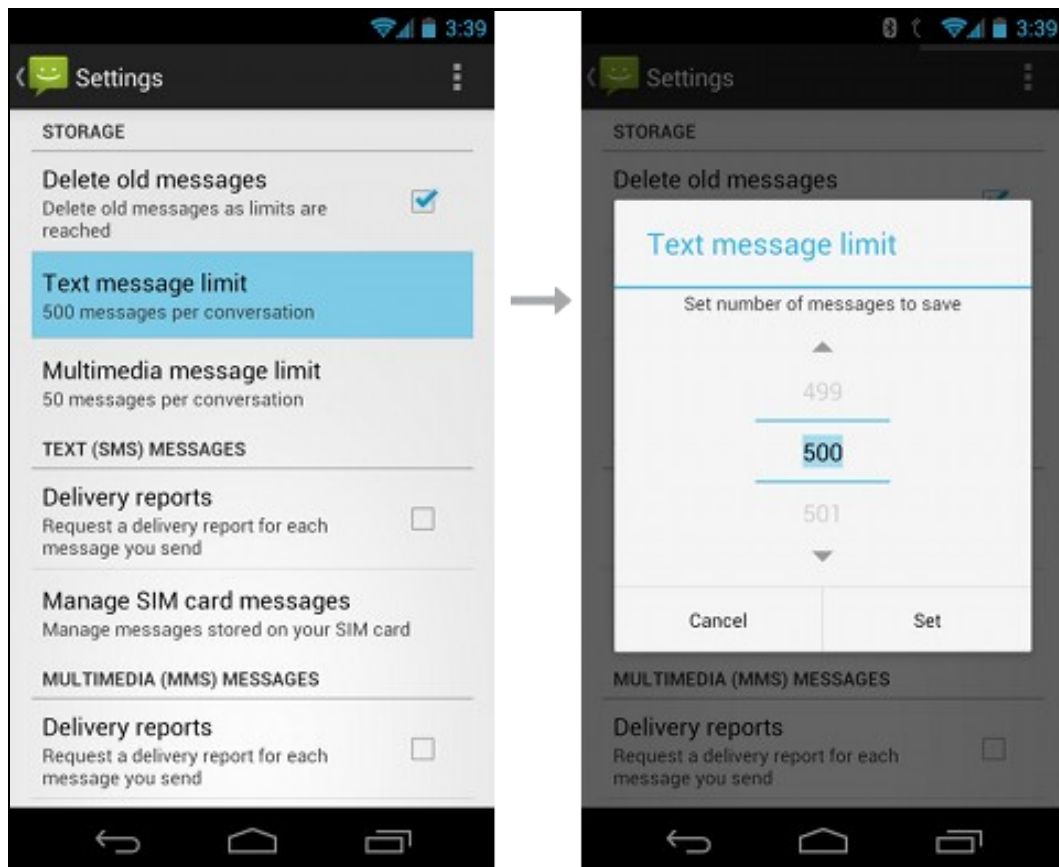 3:39
Settings
STORAGE
Delete old messages
Delete old messages as limits are
reached
Text message limit
500 messages per conversation
Multimedia message limit
50 messages per conversation
TEXT (SMS) MESSAGES
Delivery reports
Request a delivery report for each
message you send
Manage SIM card messages
Manage messages stored on your SIM card
MULTIMEDIA (MMS) MESSAGES
Delivery reports
Request a delivery report for each
message you send
3:39
Settings
STORAGE
Delete old messages
Text message limit
Set number of messages to save
499
500
501
Cancel
Set
MULTIMEDIA (MMS) MESSAGES
Delivery reports
Request a delivery report for each
message you send